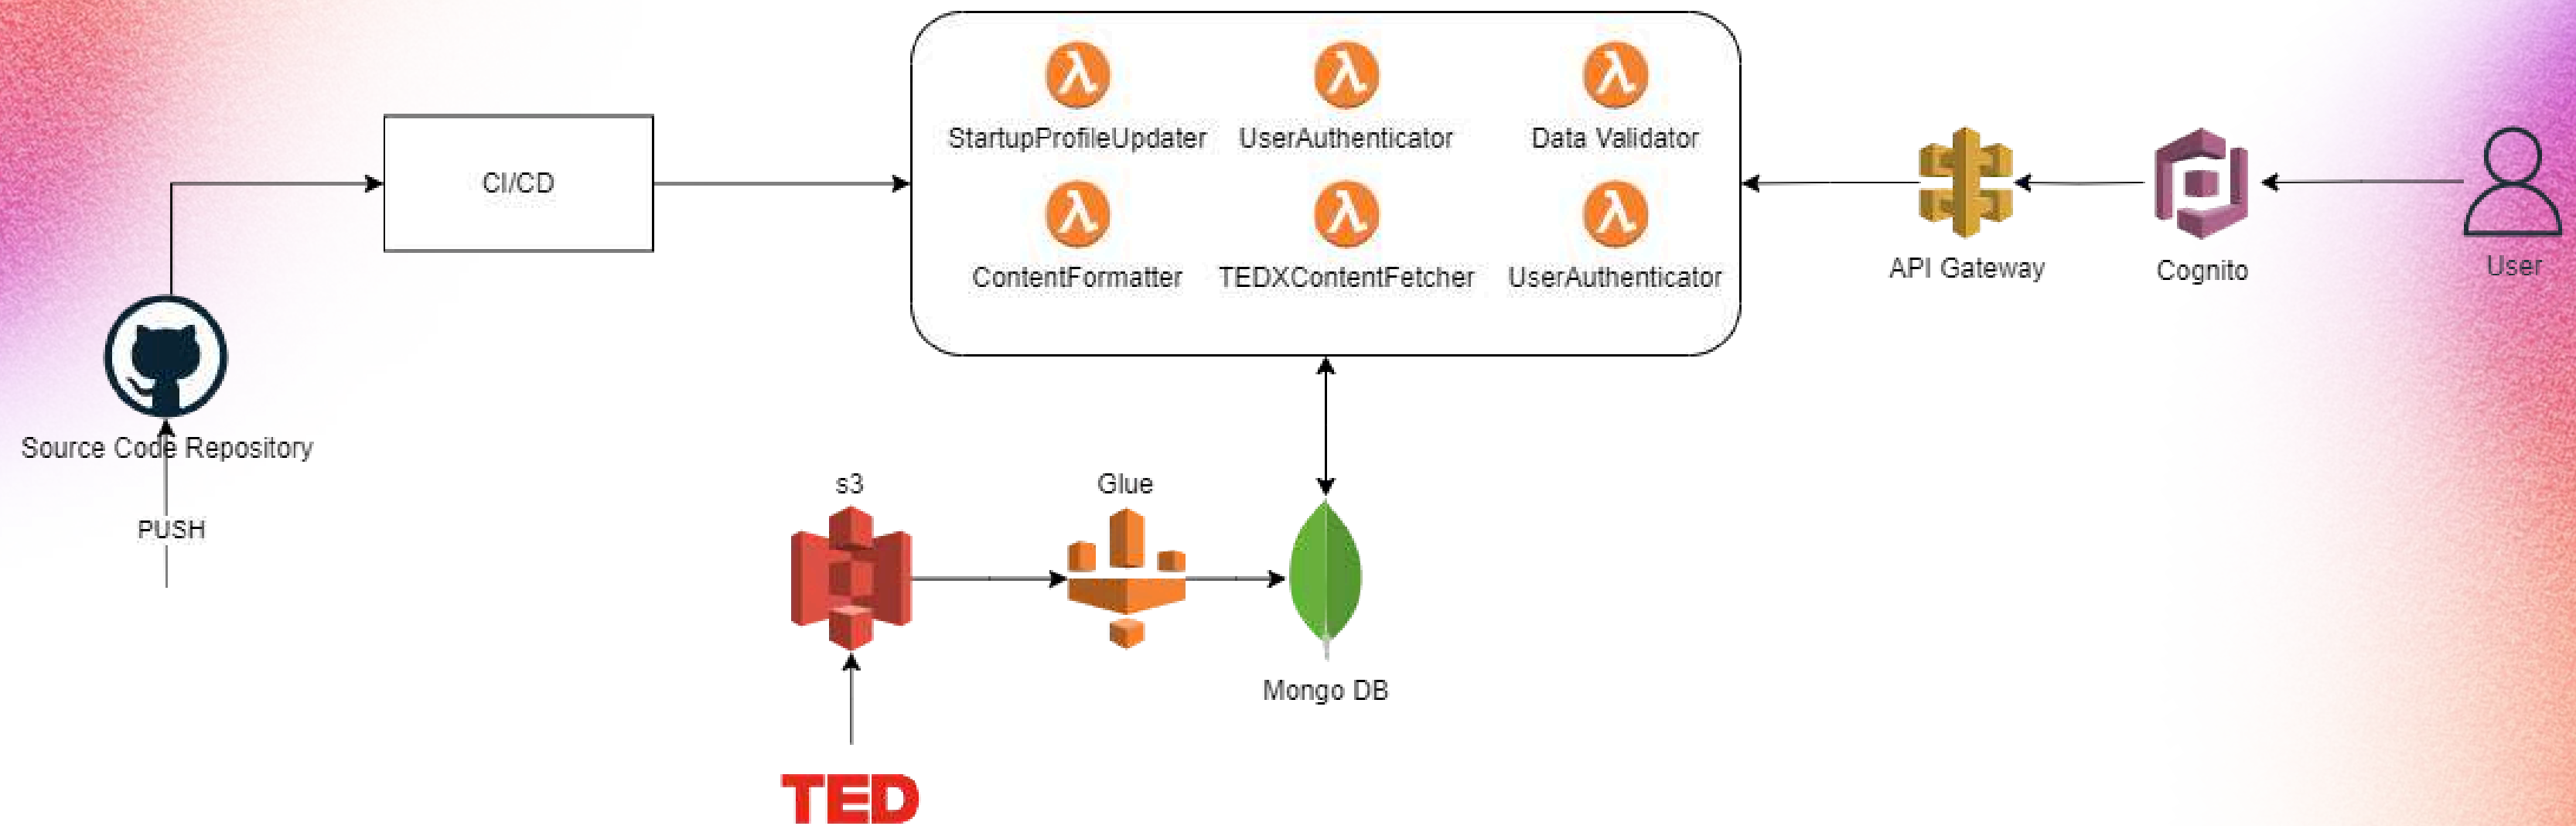 StartupProfileUpdater
UserAuthenticator
Data Validator
CI/CD
ContentFormatter
TEDXContentFetcher
UserAuthenticator
API Gateway
Cognito
User
Source Code Repository
PUSH
s3
Glue
Mongo DB
TED